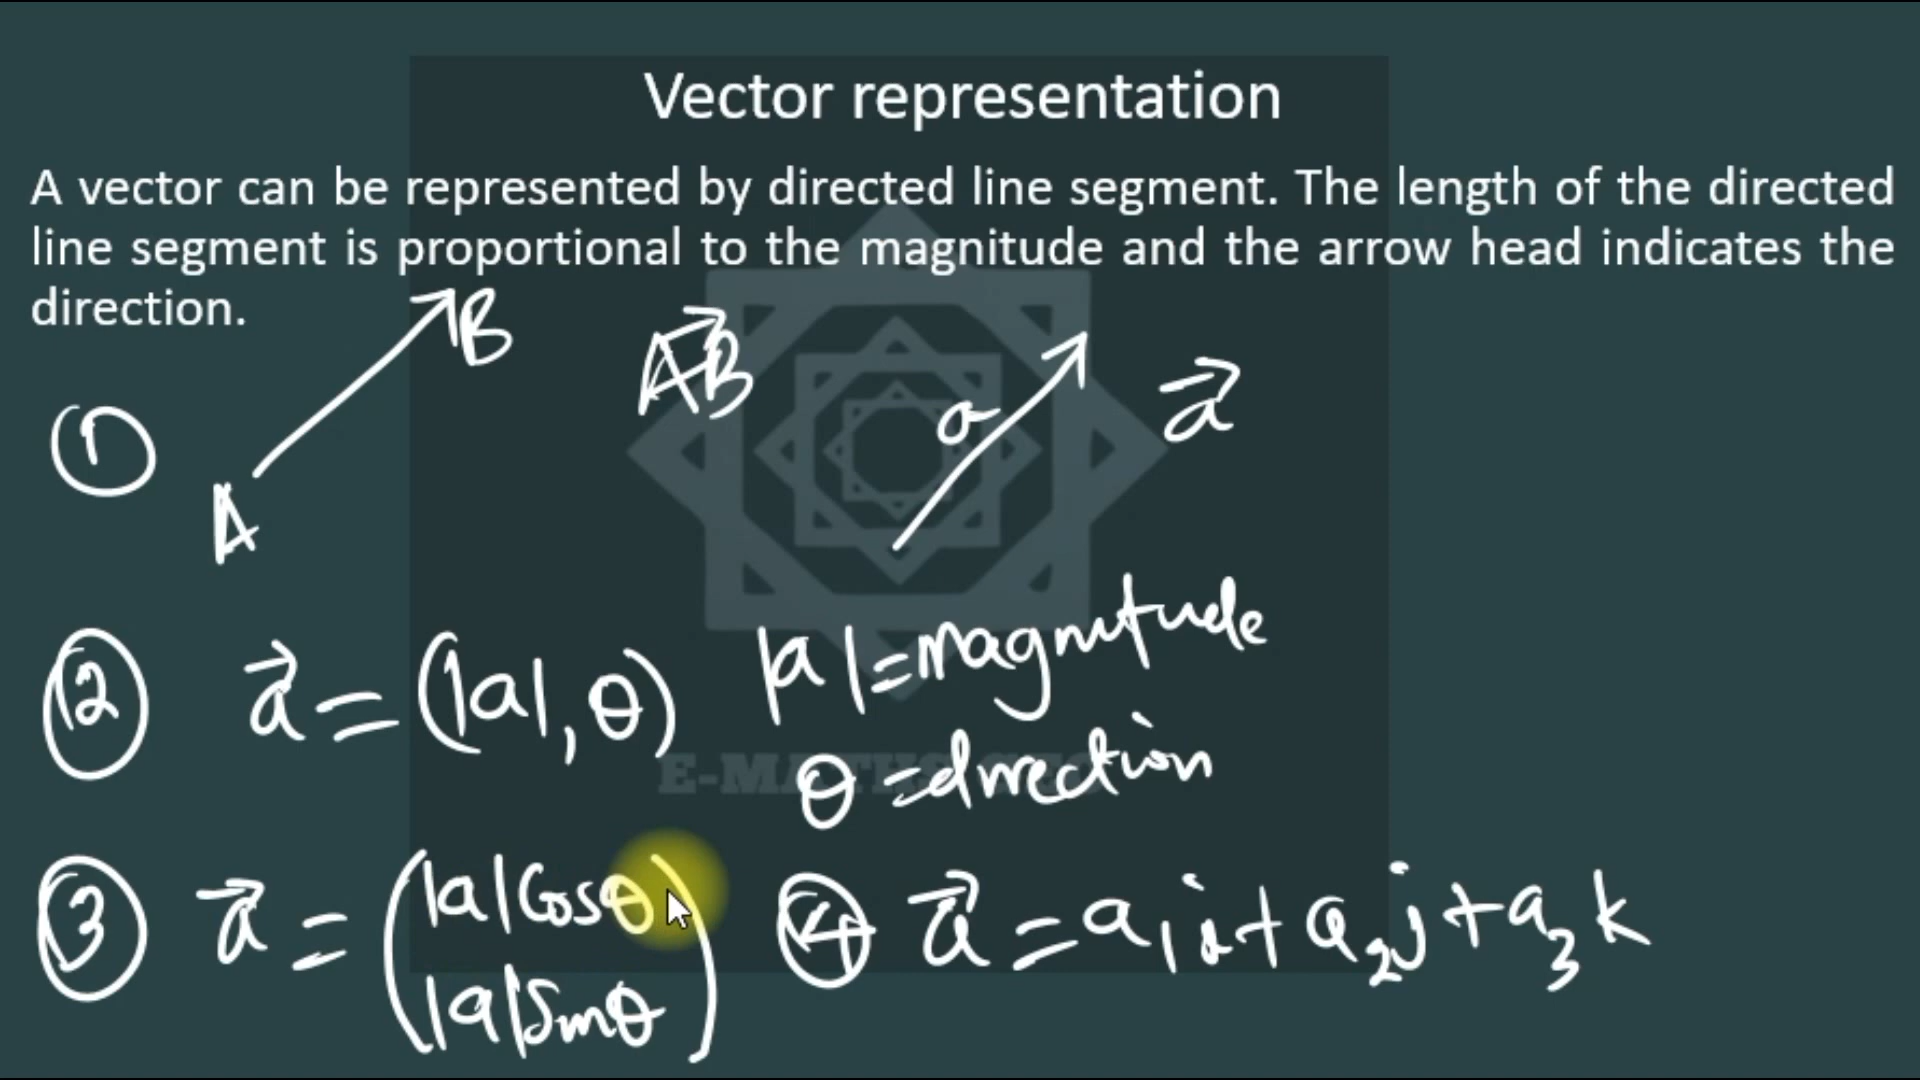 Vector representation
A vector can be represented by directed line segment. The length of the directed
line segment is proportional to the magnitude and the arrow head indicates the
direction.
① A B A⃗B a a⃗
② a⃗ = (|a|, θ) |a| = magnitude
θ = direction
③ a⃗ = (|a|Cosθ ④ a⃗ = a₁i + a₂j + a₃k
|a|Sinθ)
E-MATHS